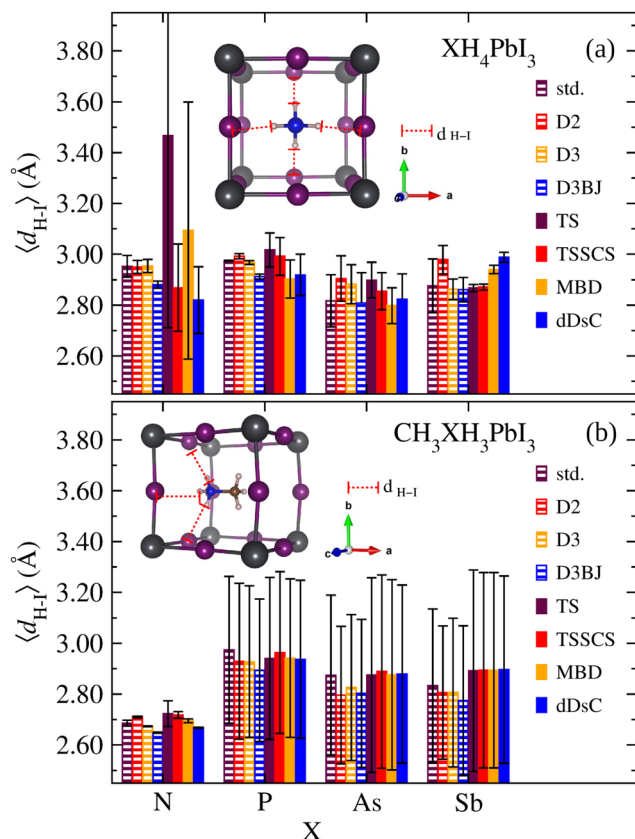 XH₄PbI₃ (a)
⟨d_H-I⟩ (Å)
3.80
3.60
3.40
3.20
3.00
2.80
2.60
std.
D2
D3
D3BJ
TS
TSSCS
MBD
dDsC
d H-I
b
c a
CH₃XH₃PbI₃ (b)
⟨d_H-I⟩ (Å)
3.80
3.60
3.40
3.20
3.00
2.80
2.60
std.
D2
D3
D3BJ
TS
TSSCS
MBD
dDsC
d H-I
b
c a
N P As Sb
X